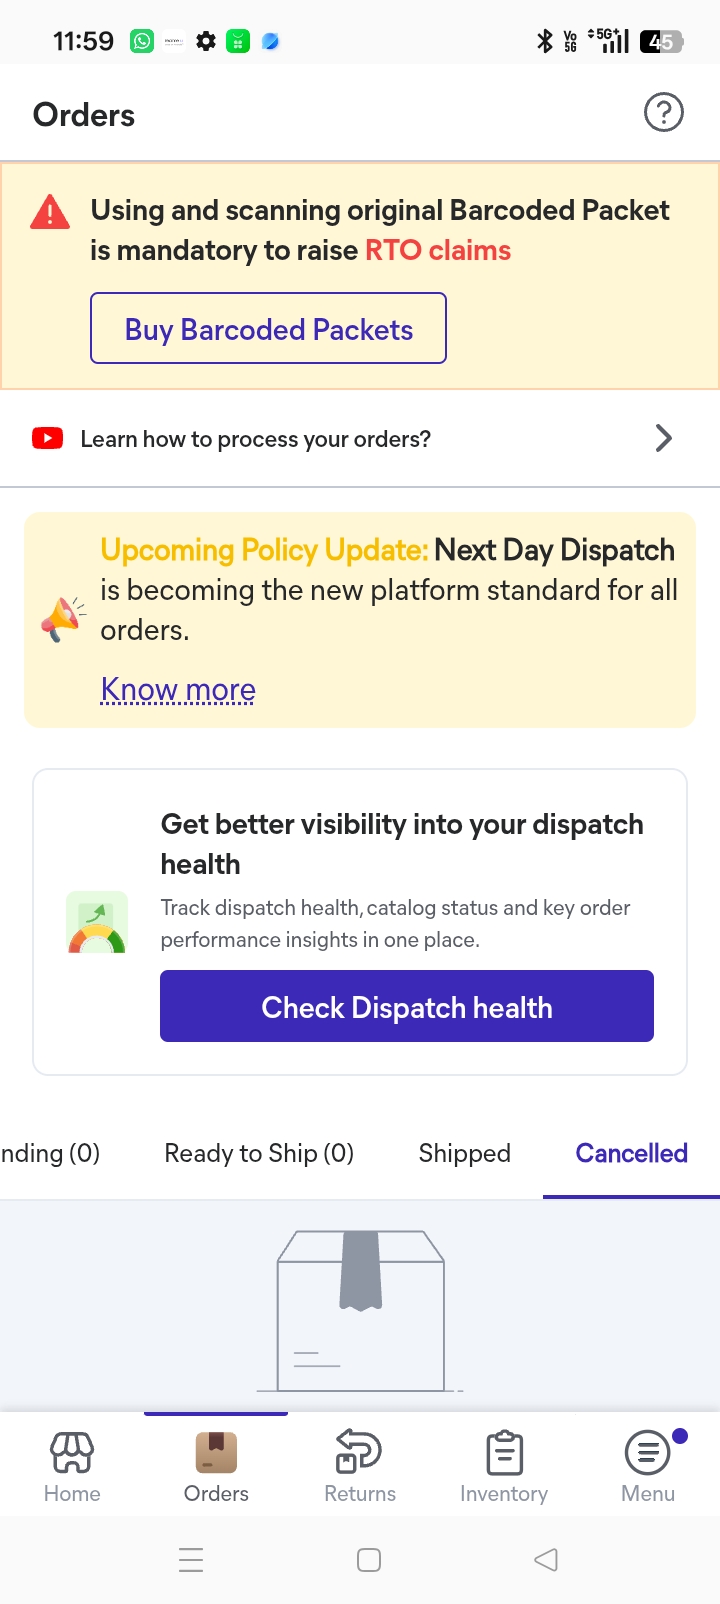 11:59
Vo
5G
5G+
45
Orders
Using and scanning original Barcoded Packet
is mandatory to raise RTO claims
Buy Barcoded Packets
Learn how to process your orders?
Upcoming Policy Update: Next Day Dispatch
is becoming the new platform standard for all
orders.
Know more
Get better visibility into your dispatch
health
Track dispatch health, catalog status and key order
performance insights in one place.
Check Dispatch health
nding (0)
Ready to Ship (0)
Shipped
Cancelled
Home
Orders
Returns
Inventory
Menu